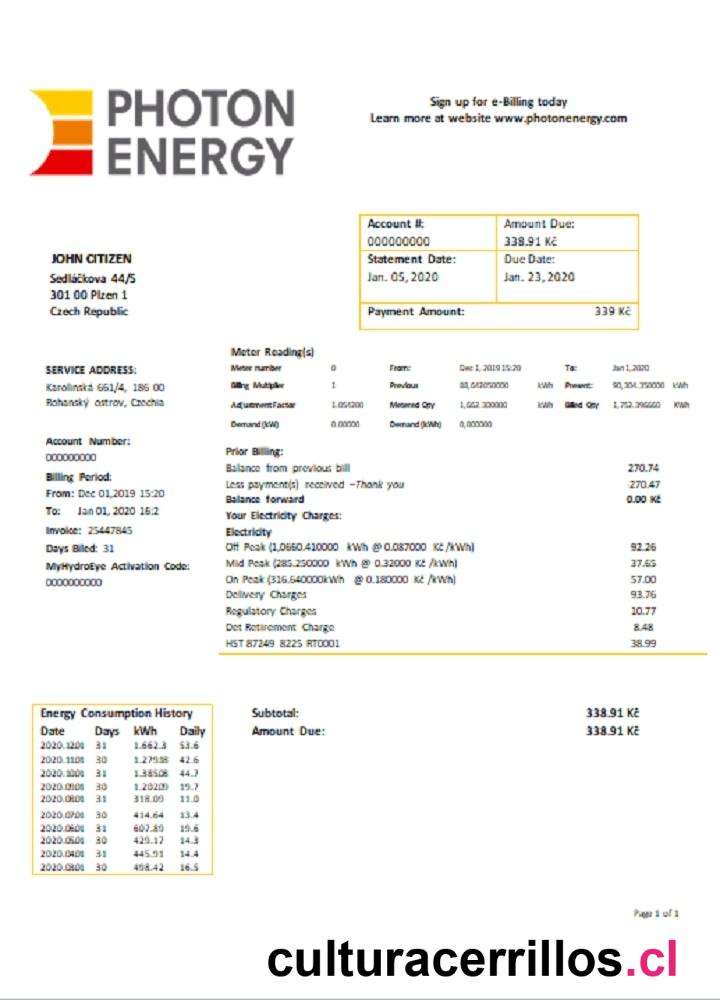 PHOTON
ENERGY
Sign up for e-Billing today
Learn more at website www.photonenergy.com
Account #: Amount Due:
000000000 338.91 Kč
Statement Date: Due Date:
Jan. 05, 2020 Jan. 23, 2020
Payment Amount: 339 Kč
JOHN CITIZEN
Sedláčkova 44/5
301 00 Plzen 1
Czech Republic
Meter Reading(s)
Meter number 0 From: Dec 1, 2019 15:20 To: Jan 1, 2020
Billing Multiplier 1 Previous kWh Present: kWh
Adjustment Factor 1.054200 Metered Qty 1,662.300000 kWh Billed Qty KWh
Demand (kW) 0.00000 Demand (kWh) 0,000000
SERVICE ADDRESS:
Karolinská 661/4, 186 00
Rohanský ostrov, Czechia
Account Number:
000000000
Billing Period:
From: Dec 01,2019 15:20
To: Jan 01, 2020 16:2
Invoice: 25447845
Days Biled: 31
MyHydroEye Activation Code:
0000000000
Prior Billing:
Balance from previous bill 270.74
Less payment(s) received –Thank you 270.47
Balance forward 0.00 Kč
Your Electricity Charges:
Electricity
Off Peak (1,0660.410000 kWh @ 0.087000 Kč /kWh) 92.26
Mid Peak (285.250000 kWh @ 0.32000 Kč /kWh) 37.65
On Peak (316.640000kWh @ 0.180000 Kč /kWh) 57.00
Delivery Charges 93.76
Regulatory Charges 10.77
Det Retirement Charge 8.48
HST 87249 8225 RT0001 38.99
Subtotal: 338.91 Kč
Amount Due: 338.91 Kč
Energy Consumption History
Date Days kWh Daily
2020.1201 31 1.662.3 53.6
2020.1101 30 42.6
2020.1001 31 1.38508 44.7
2020.0901 30 1.20209 19.7
2020.0801 31 318.09 11.0
2020.0701 30 414.64 13.4
2020.0601 31 607.89 19.6
2020.0501 30 429.17 14.3
2020.0401 31 445.91 14.4
2020.0301 30 498.42 16.5
Page 1 of 1
culturacerrillos.cl